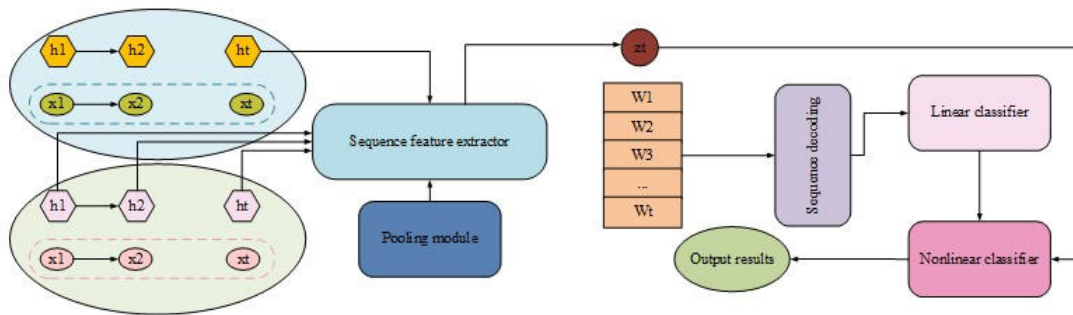 h1
h2
ht
x1
x2
xt
Sequence feature extractor
h1
h2
ht
x1
x2
xt
Pooling module
zt
W1
W2
W3
...
Wt
Sequence decoding
Linear classifier
Nonlinear classifier
Output results